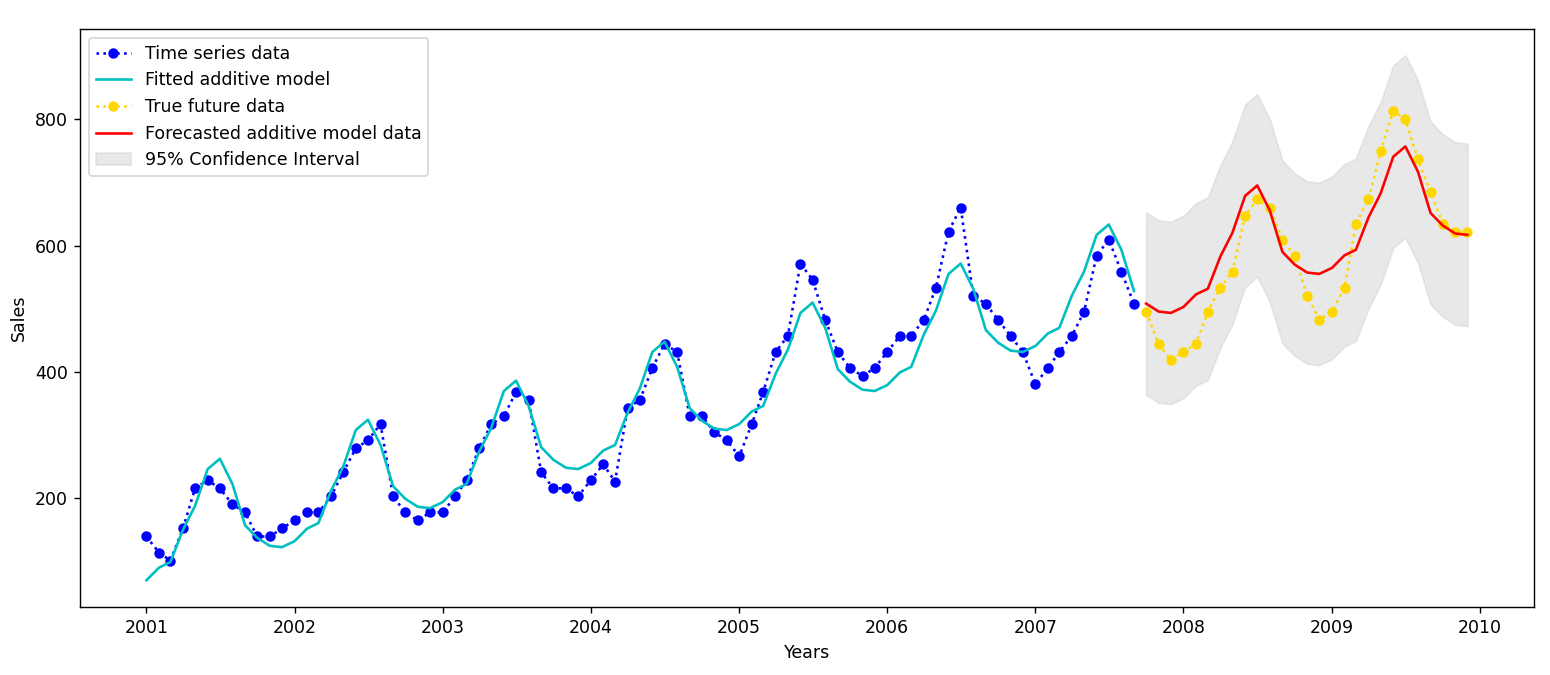 Time series data
Fitted additive model
True future data
Forecasted additive model data
95% Confidence Interval
800
600
400
200
Sales
2001 2002 2003 2004 2005 2006 2007 2008 2009 2010
Years